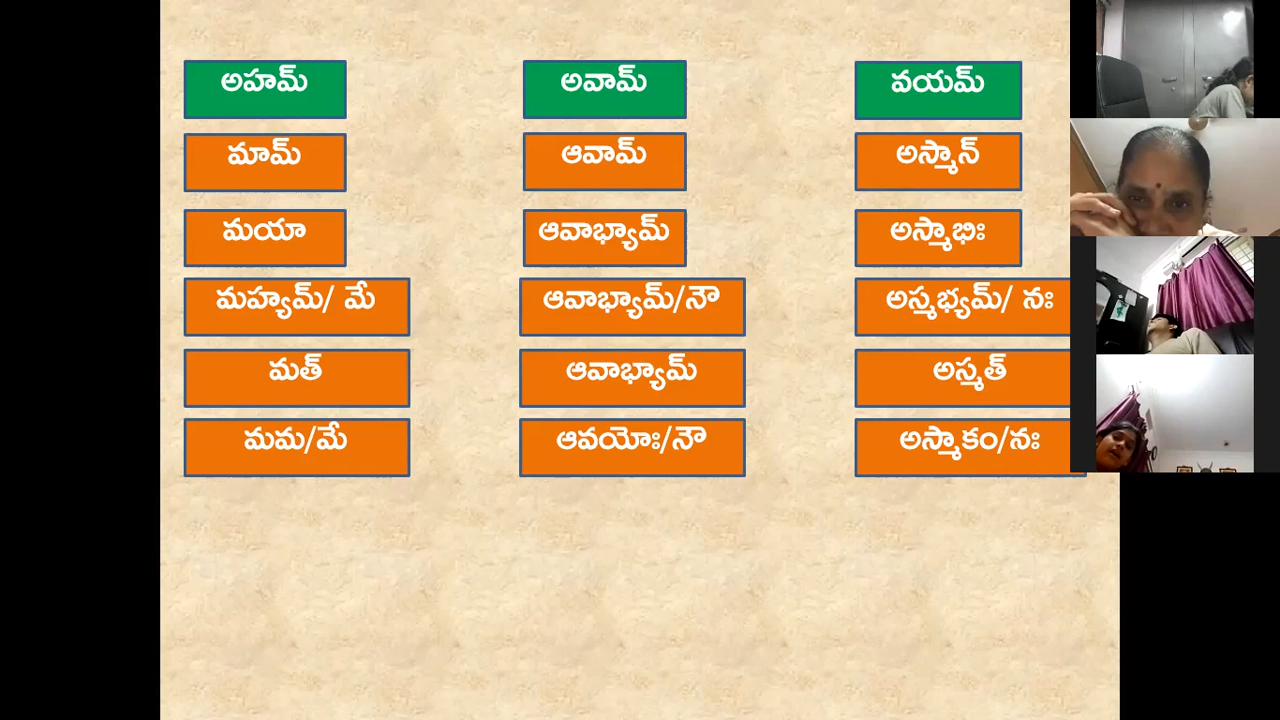 అహమ్ అవామ్ వయమ్
మామ్ ఆవామ్ అస్మాన్
మయా ఆవాభ్యామ్ అస్మాభిః
మహ్యమ్/ మే ఆవాభ్యామ్/నౌ అస్మభ్యమ్/ నః
మత్ ఆవాభ్యామ్ అస్మత్
మమ/మే ఆవయోః/నౌ అస్మాకం/నః